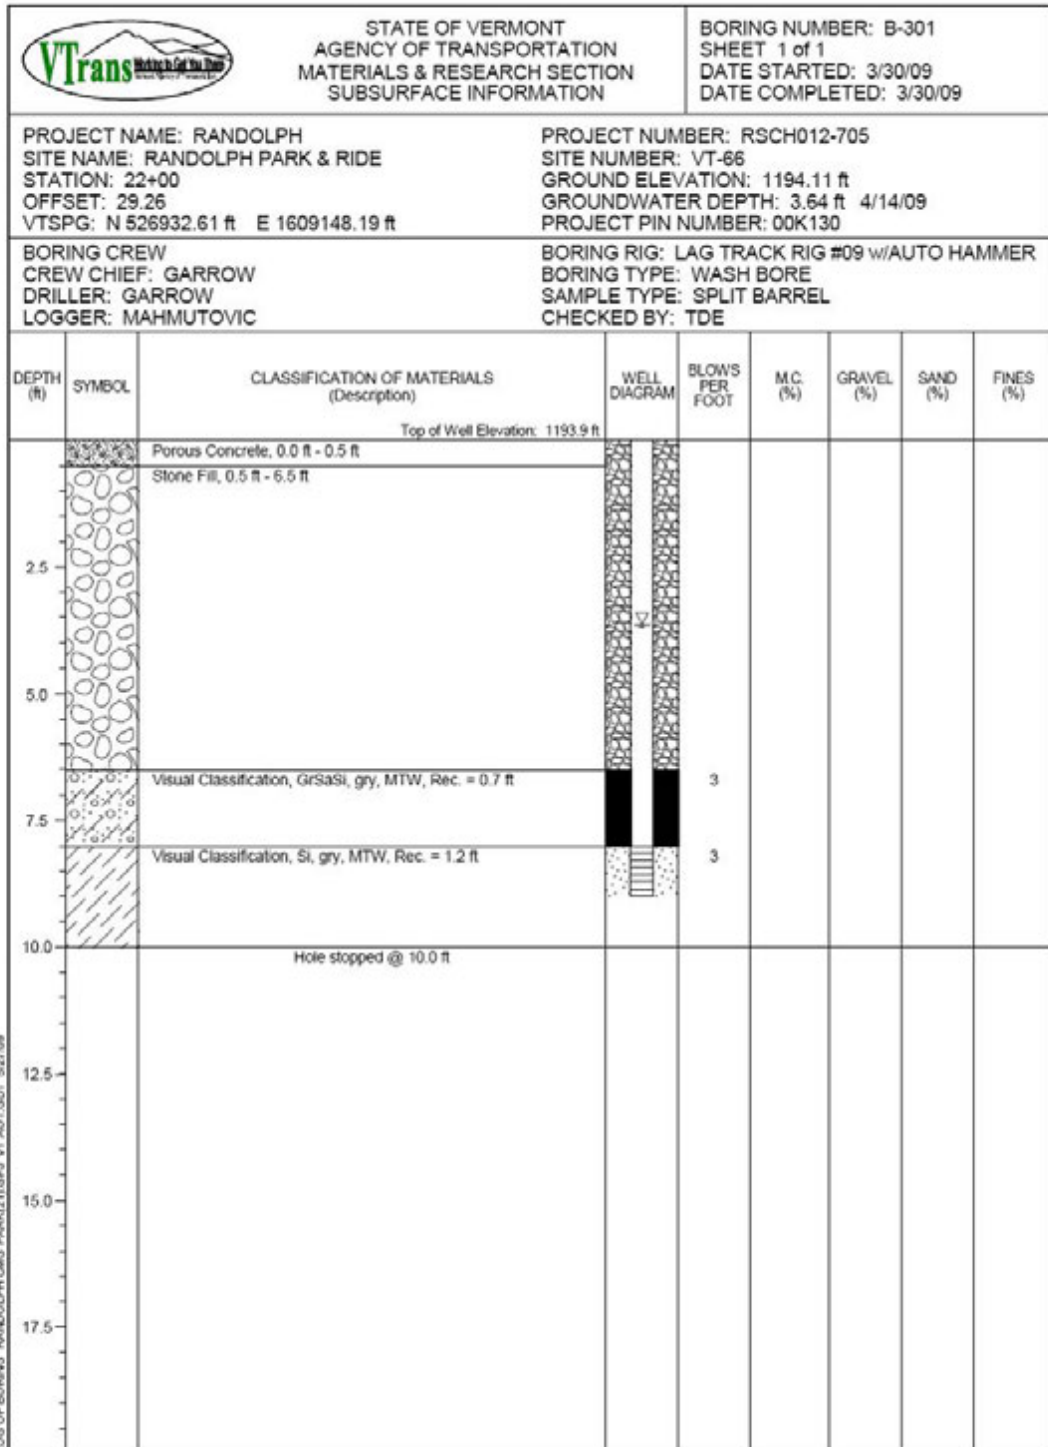 VTrans Working to Get You There
STATE OF VERMONT
AGENCY OF TRANSPORTATION
MATERIALS & RESEARCH SECTION
SUBSURFACE INFORMATION
BORING NUMBER: B-301
SHEET 1 of 1
DATE STARTED: 3/30/09
DATE COMPLETED: 3/30/09
PROJECT NAME: RANDOLPH
SITE NAME: RANDOLPH PARK & RIDE
STATION: 22+00
OFFSET: 29.26
VTSPG: N 526932.61 ft E 1609148.19 ft
PROJECT NUMBER: RSCH012-705
SITE NUMBER: VT-66
GROUND ELEVATION: 1194.11 ft
GROUNDWATER DEPTH: 3.64 ft 4/14/09
PROJECT PIN NUMBER: 00K130
BORING CREW
CREW CHIEF: GARROW
DRILLER: GARROW
LOGGER: MAHMUTOVIC
BORING RIG: LAG TRACK RIG #09 w/AUTO HAMMER
BORING TYPE: WASH BORE
SAMPLE TYPE: SPLIT BARREL
CHECKED BY: TDE
DEPTH
(ft)
SYMBOL
CLASSIFICATION OF MATERIALS
(Description)
WELL
DIAGRAM
BLOWS
PER
FOOT
M.C.
(%)
GRAVEL
(%)
SAND
(%)
FINES
(%)
Top of Well Elevation: 1193.9 ft
Porous Concrete, 0.0 ft - 0.5 ft
Stone Fill, 0.5 ft - 6.5 ft
2.5
5.0
Visual Classification, GrSaSi, gry, MTW, Rec. = 0.7 ft 3
7.5
Visual Classification, Si, gry, MTW, Rec. = 1.2 ft 3
10.0
Hole stopped @ 10.0 ft
12.5
15.0
17.5